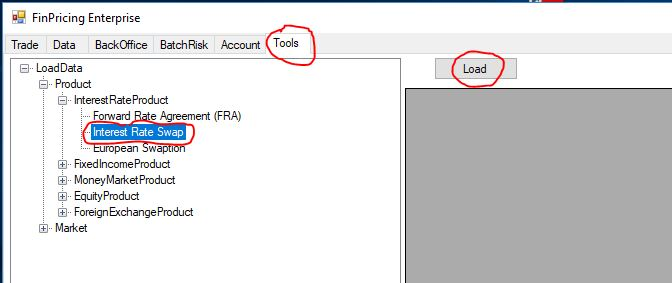 FinPricing Enterprise
Trade Data BackOffice BatchRisk Account Tools
LoadData
Product
InterestRateProduct
Forward Rate Agreement (FRA)
Interest Rate Swap
European Swaption
FixedIncomeProduct
MoneyMarketProduct
EquityProduct
ForeignExchangeProduct
Market
Load